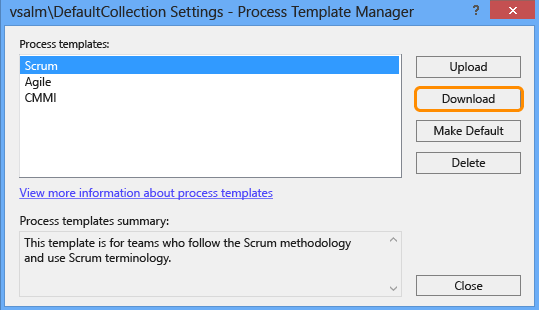 vsalm\DefaultCollection Settings - Process Template Manager
Process templates:
Scrum
Agile
CMMI
Upload
Download
Make Default
Delete
View more information about process templates
Process templates summary:
This template is for teams who follow the Scrum methodology
and use Scrum terminology.
Close